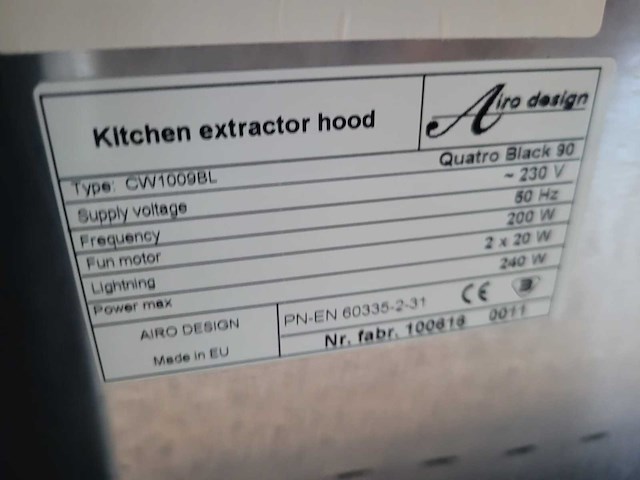 Kitchen extractor hood
Airo design
Type: CW1009BL Quatro Black 90
Supply voltage ~ 230 V
Frequency 50 Hz
Fun motor 200 W
Lightning 2 x 20 W
Power max 240 W
AIRO DESIGN
Made in EU
PN-EN 60335-2-31 CE
Nr. fabr. 100616 0011